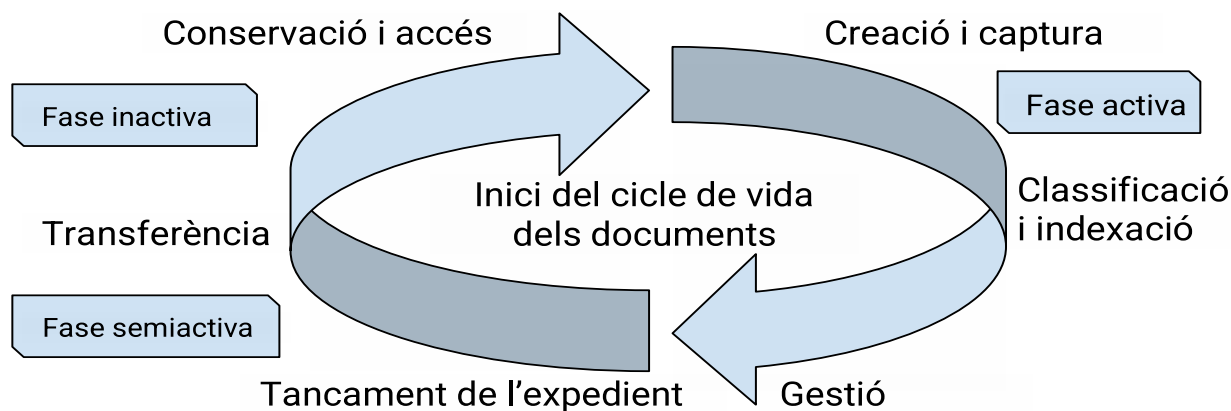 Conservació i accés
Creació i captura
Fase inactiva
Fase activa
Inici del cicle de vida
dels documents
Classificació
i indexació
Transferència
Fase semiactiva
Tancament de l’expedient
Gestió